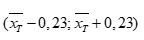 (x̅_T − 0,23; x̅_T + 0,23)